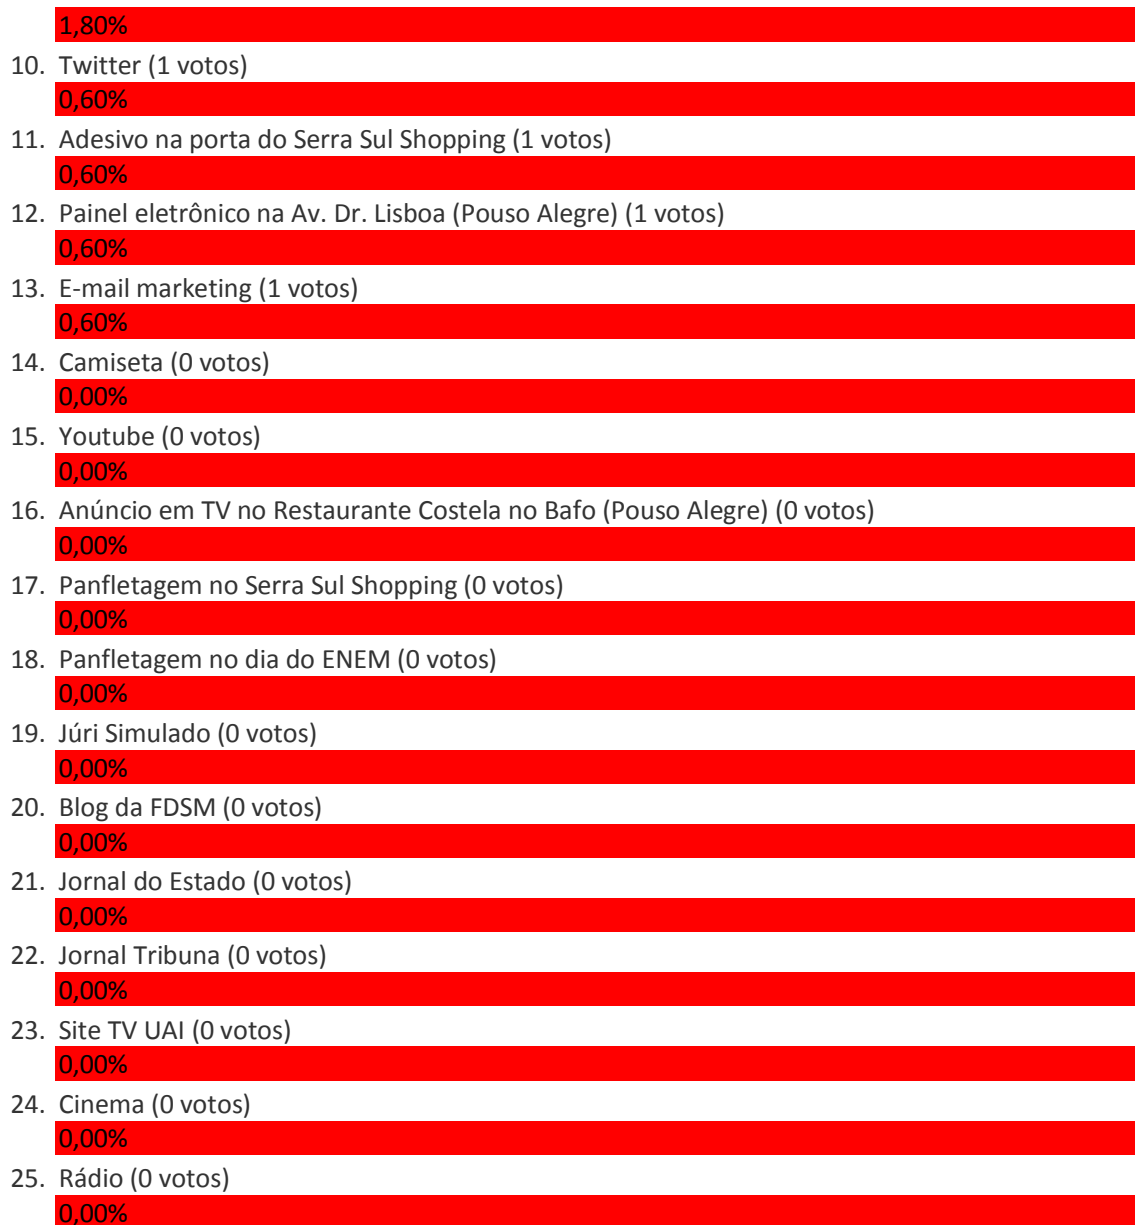 1,80%
10. Twitter (1 votos)
0,60%
11. Adesivo na porta do Serra Sul Shopping (1 votos)
0,60%
12. Painel eletrônico na Av. Dr. Lisboa (Pouso Alegre) (1 votos)
0,60%
13. E-mail marketing (1 votos)
0,60%
14. Camiseta (0 votos)
0,00%
15. Youtube (0 votos)
0,00%
16. Anúncio em TV no Restaurante Costela no Bafo (Pouso Alegre) (0 votos)
0,00%
17. Panfletagem no Serra Sul Shopping (0 votos)
0,00%
18. Panfletagem no dia do ENEM (0 votos)
0,00%
19. Júri Simulado (0 votos)
0,00%
20. Blog da FDSM (0 votos)
0,00%
21. Jornal do Estado (0 votos)
0,00%
22. Jornal Tribuna (0 votos)
0,00%
23. Site TV UAI (0 votos)
0,00%
24. Cinema (0 votos)
0,00%
25. Rádio (0 votos)
0,00%